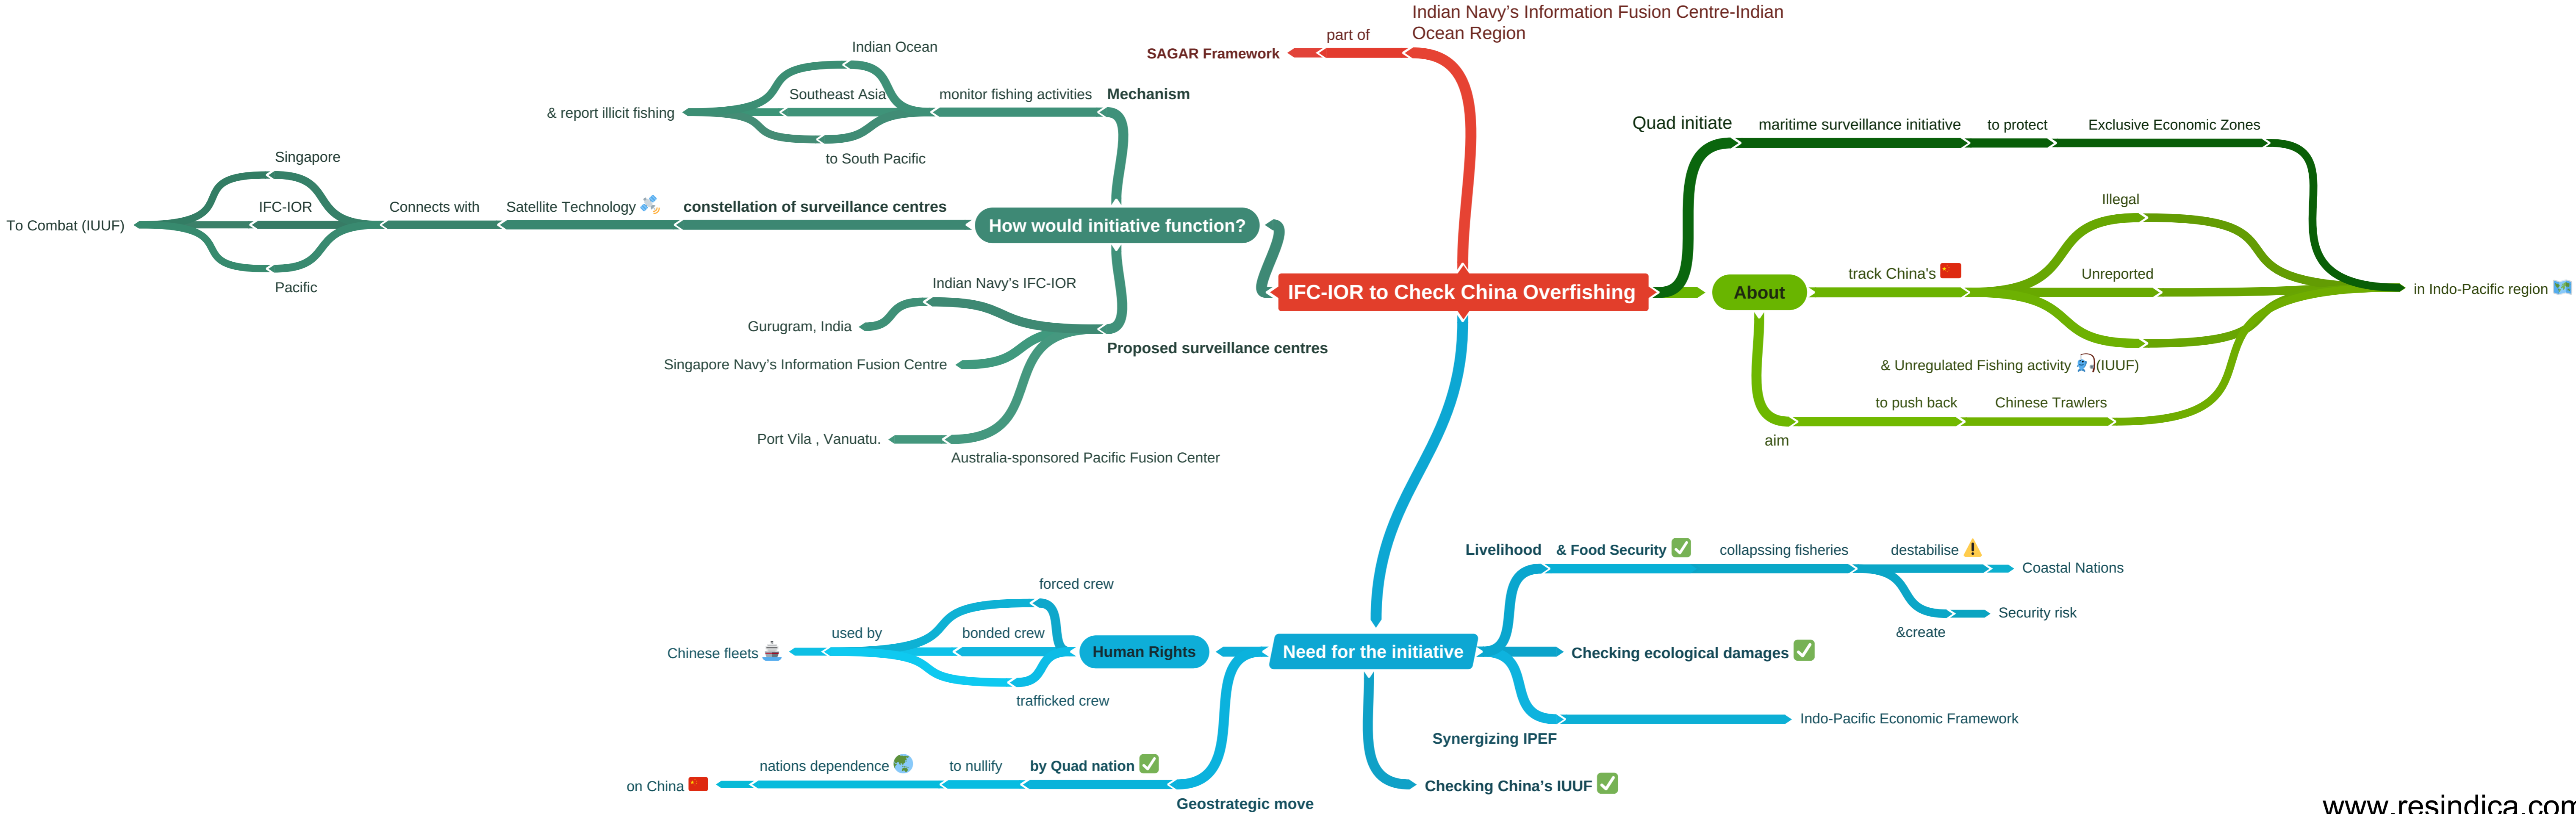 Indian Navy’s Information Fusion Centre-Indian
Ocean Region
part of
SAGAR Framework
IFC-IOR to Check China Overfishing
Quad initiate
maritime surveillance initiative
to protect
Exclusive Economic Zones
About
track China's
Illegal
Unreported
& Unregulated Fishing activity (IUUF)
in Indo-Pacific region
aim
to push back
Chinese Trawlers
How would initiative function?
Mechanism
monitor fishing activities
Indian Ocean
Southeast Asia
to South Pacific
& report illicit fishing
constellation of surveillance centres
Satellite Technology
Connects with
Singapore
IFC-IOR
Pacific
To Combat (IUUF)
Proposed surveillance centres
Indian Navy’s IFC-IOR
Gurugram, India
Singapore Navy’s Information Fusion Centre
Australia-sponsored Pacific Fusion Center
Port Vila , Vanuatu.
Need for the initiative
Livelihood
& Food Security
collapssing fisheries
destabilise
Coastal Nations
&create
Security risk
Checking ecological damages
Synergizing IPEF
Indo-Pacific Economic Framework
Checking China’s IUUF
Human Rights
forced crew
bonded crew
trafficked crew
used by
Chinese fleets
Geostrategic move
by Quad nation
to nullify
nations dependence
on China
www.resindica.com